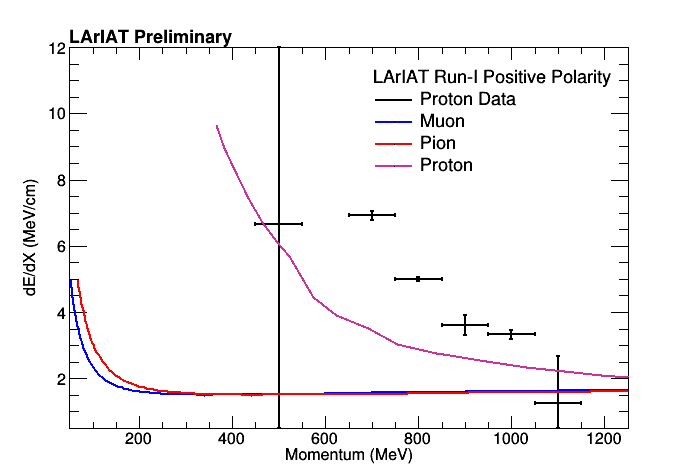 LArIAT Preliminary
12
10
8
6
4
2
dE/dX (MeV/cm)
LArIAT Run-I Positive Polarity
Proton Data
Muon
Pion
Proton
200 400 600 800 1000 1200
Momentum (MeV)